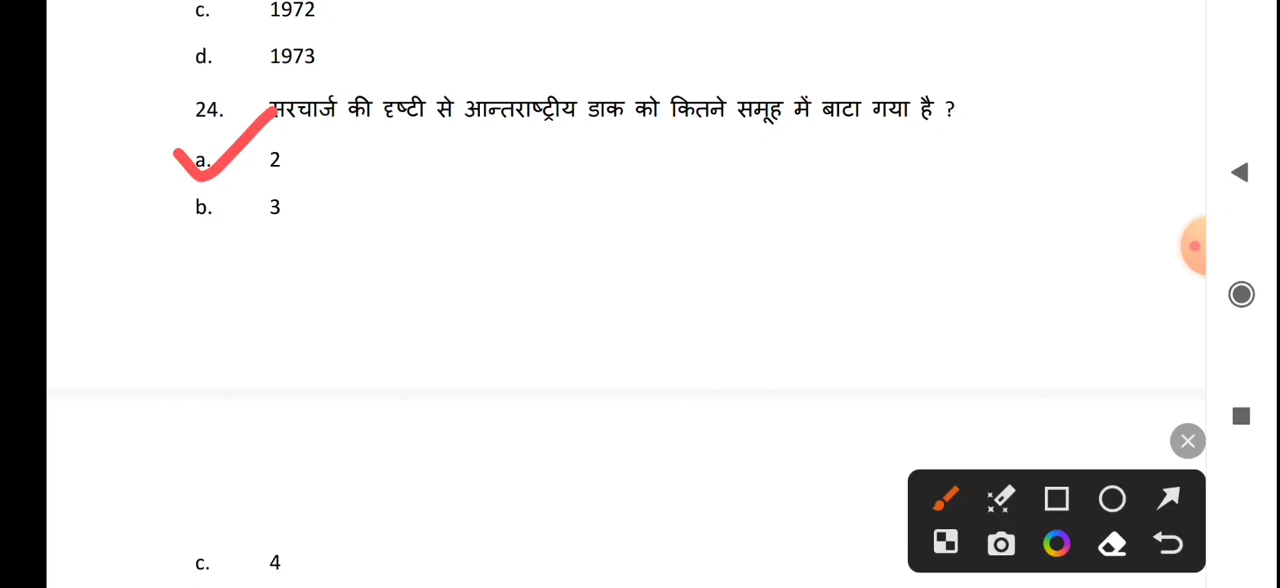 c. 1972
d. 1973
24. सरचार्ज की दृष्टी से आन्तराष्ट्रीय डाक को कितने समूह में बाटा गया है ?
a. 2
b. 3
c. 4